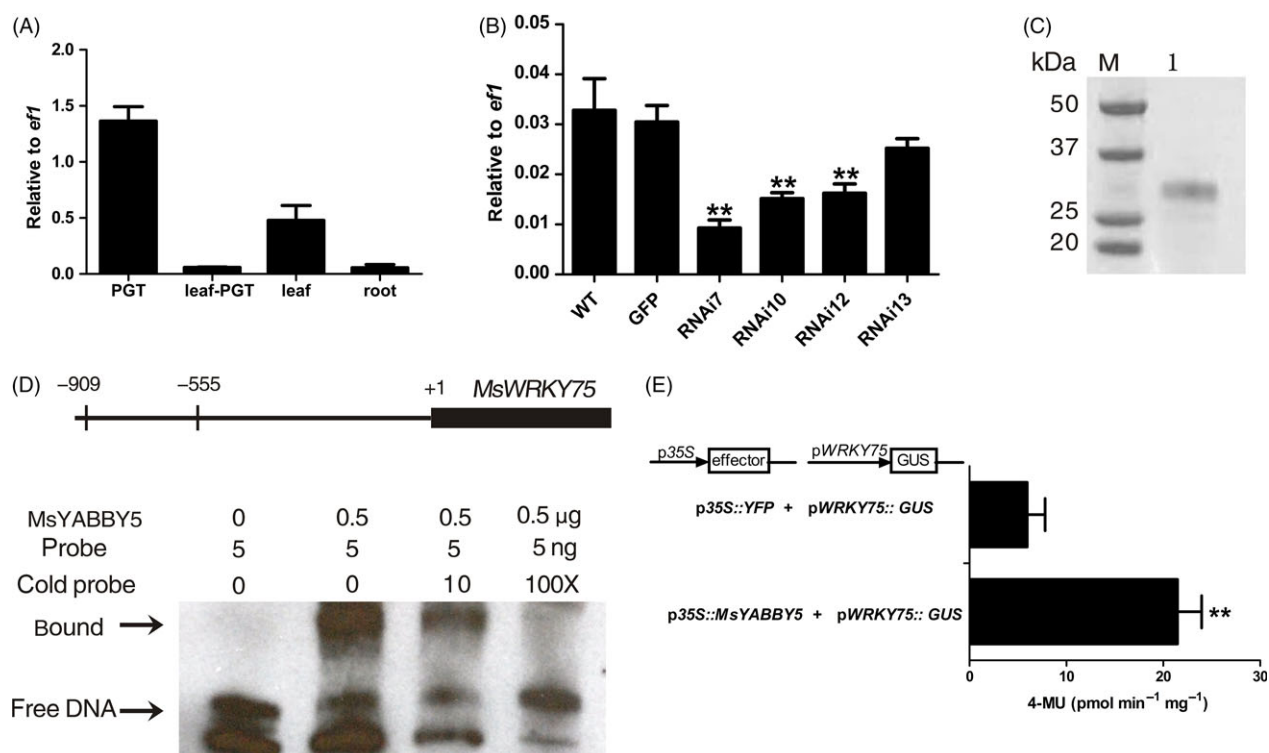 (A)
2.0
1.5
1.0
0.5
0.0
Relative to ef1
PGT leaf-PGT leaf root
(B)
0.05
0.04
0.03
0.02
0.01
0.00
Relative to ef1
** ** **
WT GFP RNAi7 RNAi10 RNAi12 RNAi13
(C)
kDa M 1
50
37
25
20
(D)
−909 −555 +1 MsWRKY75
MsYABBY5 0 0.5 0.5 0.5 µg
Probe 5 5 5 5 ng
Cold probe 0 0 10 100X
Bound
Free DNA
(E)
p35S effector pWRKY75 GUS
p35S::YFP + pWRKY75:: GUS
p35S::MsYABBY5 + pWRKY75:: GUS
**
0 10 20 30
4-MU (pmol min−1 mg−1)